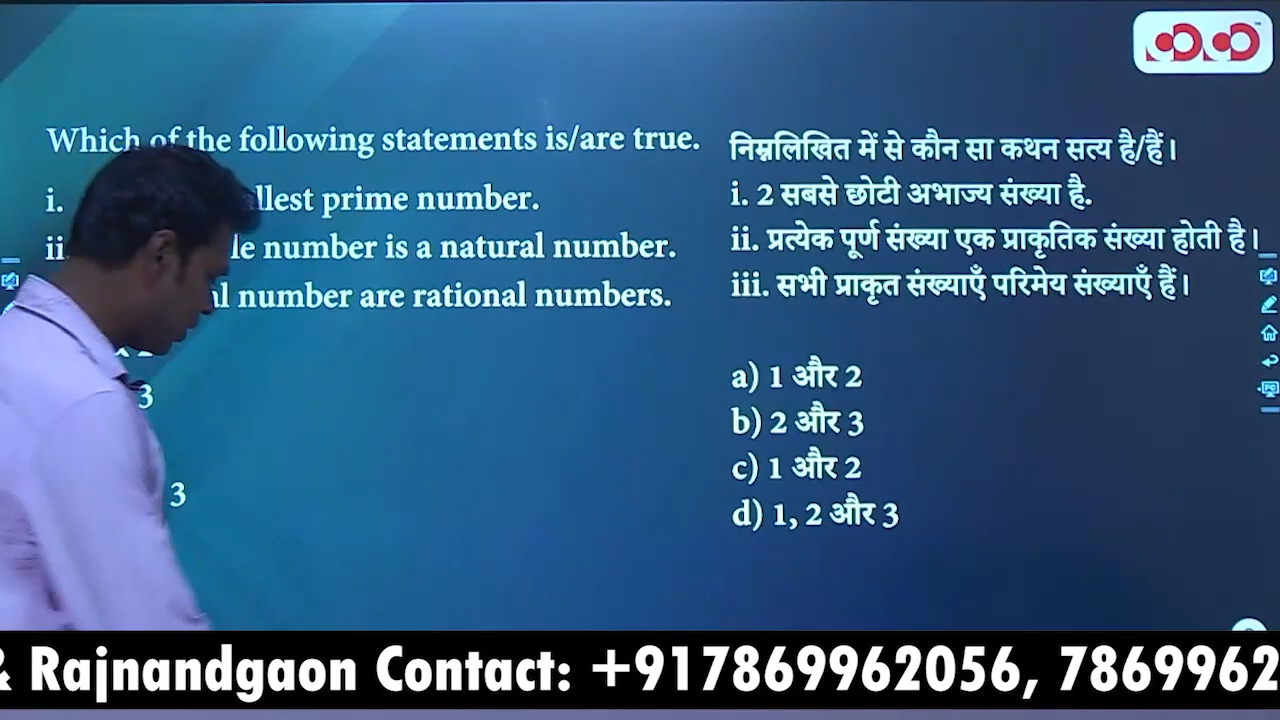 Which of the following statements is/are true.
i. allest prime number.
ii le number is a natural number.
l number are rational numbers.
3
3
निम्नलिखित में से कौन सा कथन सत्य है/हैं।
i. 2 सबसे छोटी अभाज्य संख्या है.
ii. प्रत्येक पूर्ण संख्या एक प्राकृतिक संख्या होती है।
iii. सभी प्राकृत संख्याएँ परिमेय संख्याएँ हैं।
a) 1 और 2
b) 2 और 3
c) 1 और 2
d) 1, 2 और 3
& Rajnandgaon Contact: +917869962056, 7869962